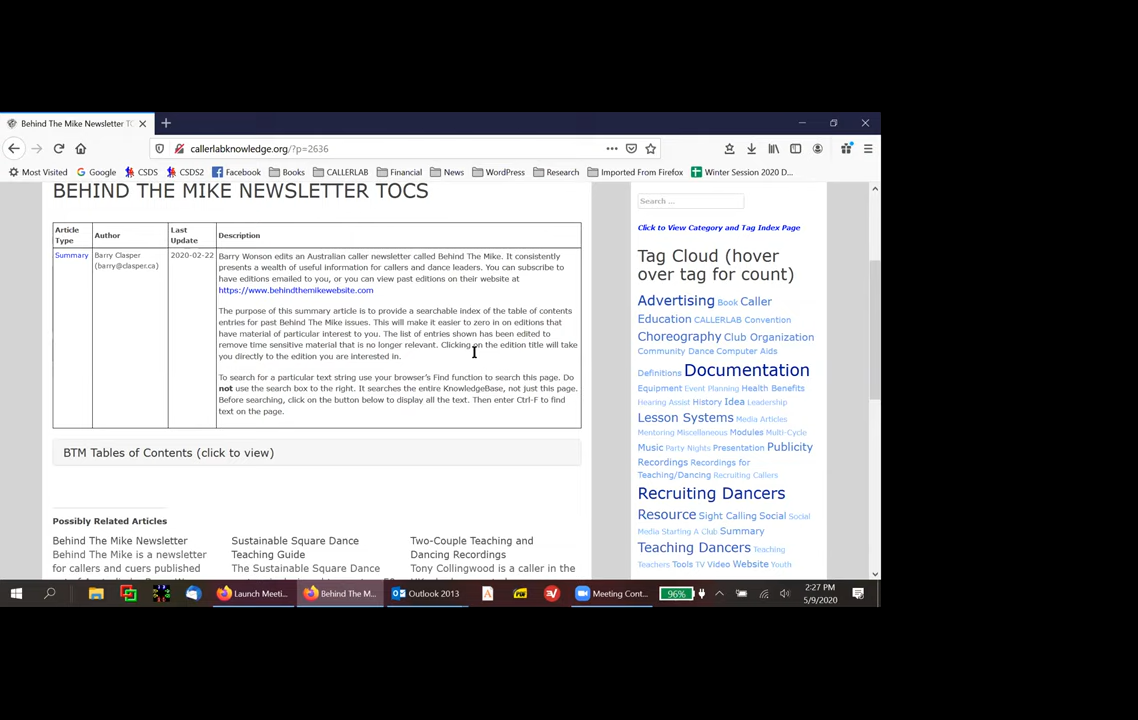 Behind The Mike Newsletter TO
callerlabknowledge.org/?p=2636
Most Visited Google CSDS CSDS2 Facebook Books CALLERLAB Financial News WordPress Research Imported From Firefox Winter Session 2020 D...
BEHIND THE MIKE NEWSLETTER TOCS
Article Type
Author
Last Update
Description
Summary
Barry Clasper
(barry@clasper.ca)
2020-02-22
Barry Wonson edits an Australian caller newsletter called Behind The Mike. It consistently
presents a wealth of useful information for callers and dance leaders. You can subscribe to
have editions emailed to you, or you can view past editions on their website at
https://www.behindthemikewebsite.com
The purpose of this summary article is to provide a searchable index of the table of contents
entries for past Behind The Mike issues. This will make it easier to zero in on editions that
have material of particular interest to you. The list of entries shown has been edited to
remove time sensitive material that is no longer relevant. Clicking on the edition title will take
you directly to the edition you are interested in.
To search for a particular text string use your browser's Find function to search this page. Do
not use the search box to the right. It searches the entire KnowledgeBase, not just this page.
Before searching, click on the button below to display all the text. Then enter Ctrl-F to find
text on the page.
BTM Tables of Contents (click to view)
Possibly Related Articles
Behind The Mike Newsletter
Behind The Mike is a newsletter
for callers and cuers published
Sustainable Square Dance
Teaching Guide
The Sustainable Square Dance
Two-Couple Teaching and
Dancing Recordings
Tony Collingwood is a caller in the
Search ...
Click to View Category and Tag Index Page
Tag Cloud (hover
over tag for count)
Advertising Book Caller
Education CALLERLAB Convention
Choreography Club Organization
Community Dance Computer Aids
Definitions Documentation
Equipment Event Planning Health Benefits
Hearing Assist History Idea Leadership
Lesson Systems Media Articles
Mentoring Miscellaneous Modules Multi-Cycle
Music Party Nights Presentation Publicity
Recordings Recordings for
Teaching/Dancing Recruiting Callers
Recruiting Dancers
Resource Sight Calling Social Social
Media Starting A Club Summary
Teaching Dancers Teaching
Teachers Tools TV Video Website Youth
Launch Meeti... Behind The M... Outlook 2013 Meeting Cont... 96%
2:27 PM
5/9/2020